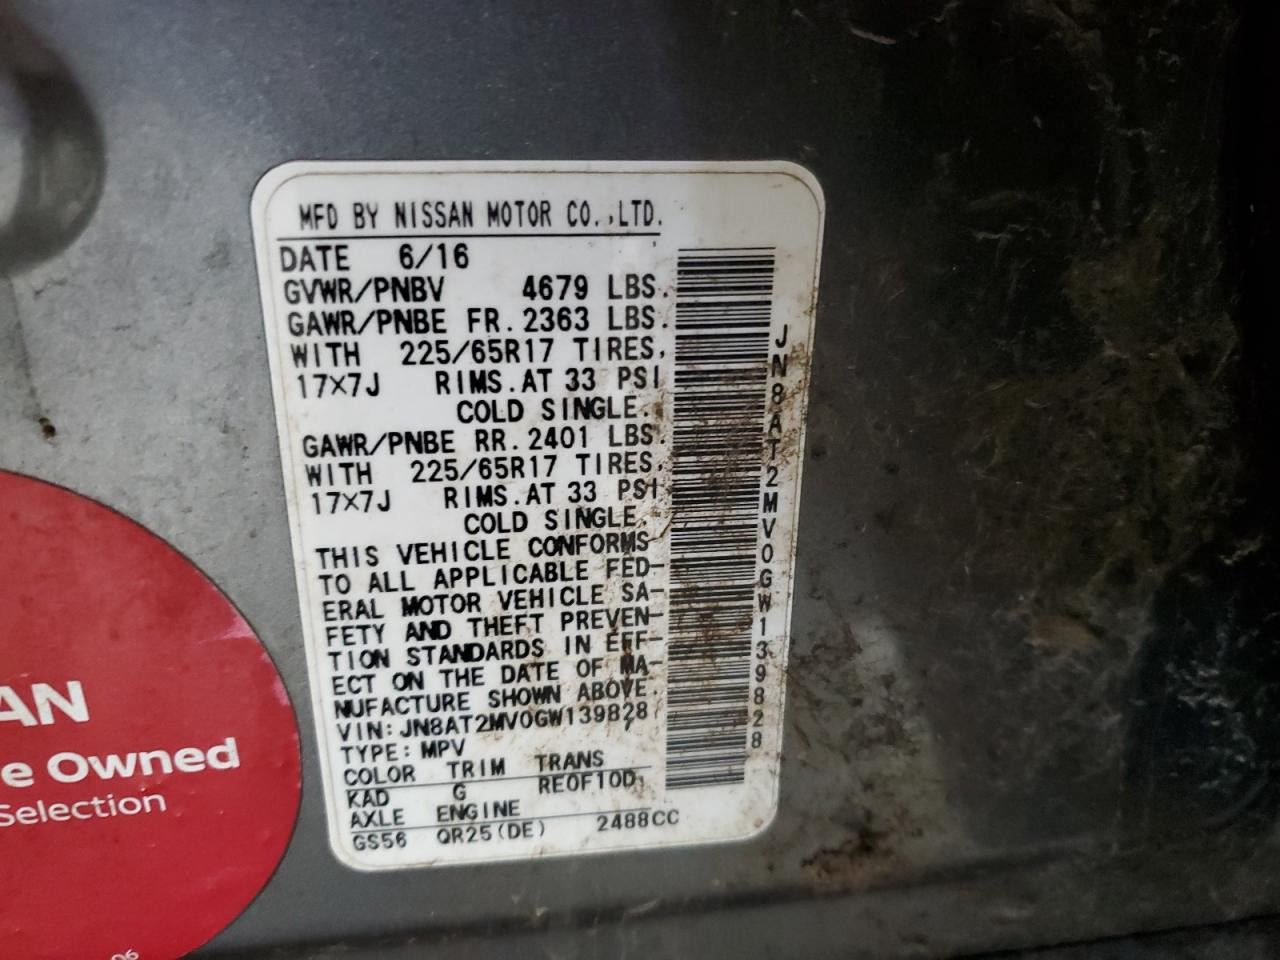 MFD BY NISSAN MOTOR CO.,LTD.
DATE 6/16
GVWR/PNBV 4679 LBS.
GAWR/PNBE FR. 2363 LBS.
WITH 225/65R17 TIRES,
17×7J RIMS. AT 33 PSI
COLD SINGLE.
GAWR/PNBE RR. 2401 LBS.
WITH 225/65R17 TIRES,
17×7J RIMS. AT 33 PSI
COLD SINGLE.
THIS VEHICLE CONFORMS
TO ALL APPLICABLE FED-
ERAL MOTOR VEHICLE SA-
FETY AND THEFT PREVEN-
TION STANDARDS IN EFF-
ECT ON THE DATE OF MA-
NUFACTURE SHOWN ABOVE.
VIN: JN8AT2MV0GW139828
TYPE: MPV
COLOR TRIM TRANS
KAD G RE0F10D
AXLE ENGINE
GS56 QR25(DE) 2488CC
JN8AT2MV0GW139828
AN
e Owned
Selection
06